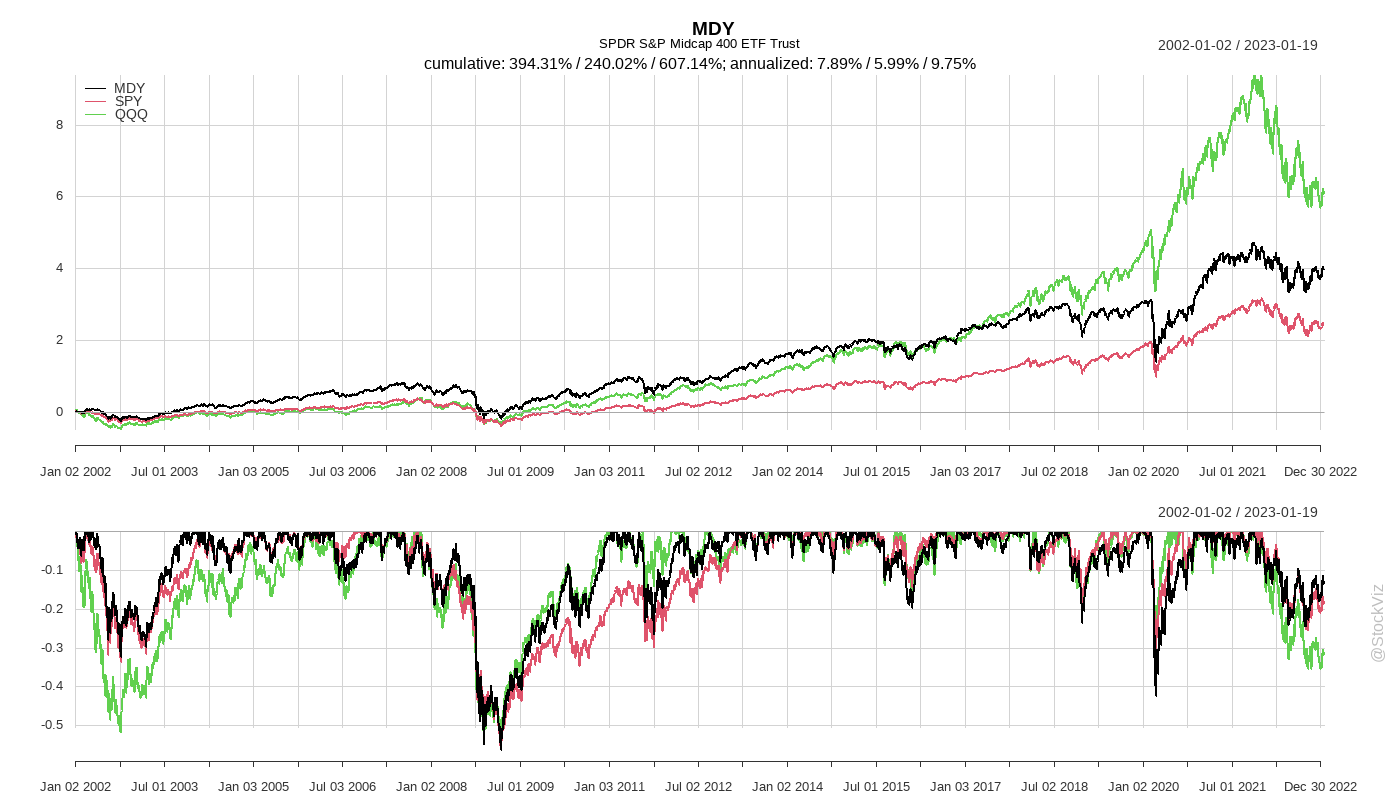 MDY
SPDR S&P Midcap 400 ETF Trust
2002-01-02 / 2023-01-19
cumulative: 394.31% / 240.02% / 607.14%; annualized: 7.89% / 5.99% / 9.75%
MDY
SPY
QQQ
8
6
4
2
0
Jan 02 2002 Jul 01 2003 Jan 03 2005 Jul 03 2006 Jan 02 2008 Jul 01 2009 Jan 03 2011 Jul 02 2012 Jan 02 2014 Jul 01 2015 Jan 03 2017 Jul 02 2018 Jan 02 2020 Jul 01 2021 Dec 30 2022
2002-01-02 / 2023-01-19
-0.1
-0.2
-0.3
-0.4
-0.5
Jan 02 2002 Jul 01 2003 Jan 03 2005 Jul 03 2006 Jan 02 2008 Jul 01 2009 Jan 03 2011 Jul 02 2012 Jan 02 2014 Jul 01 2015 Jan 03 2017 Jul 02 2018 Jan 02 2020 Jul 01 2021 Dec 30 2022
@StockViz